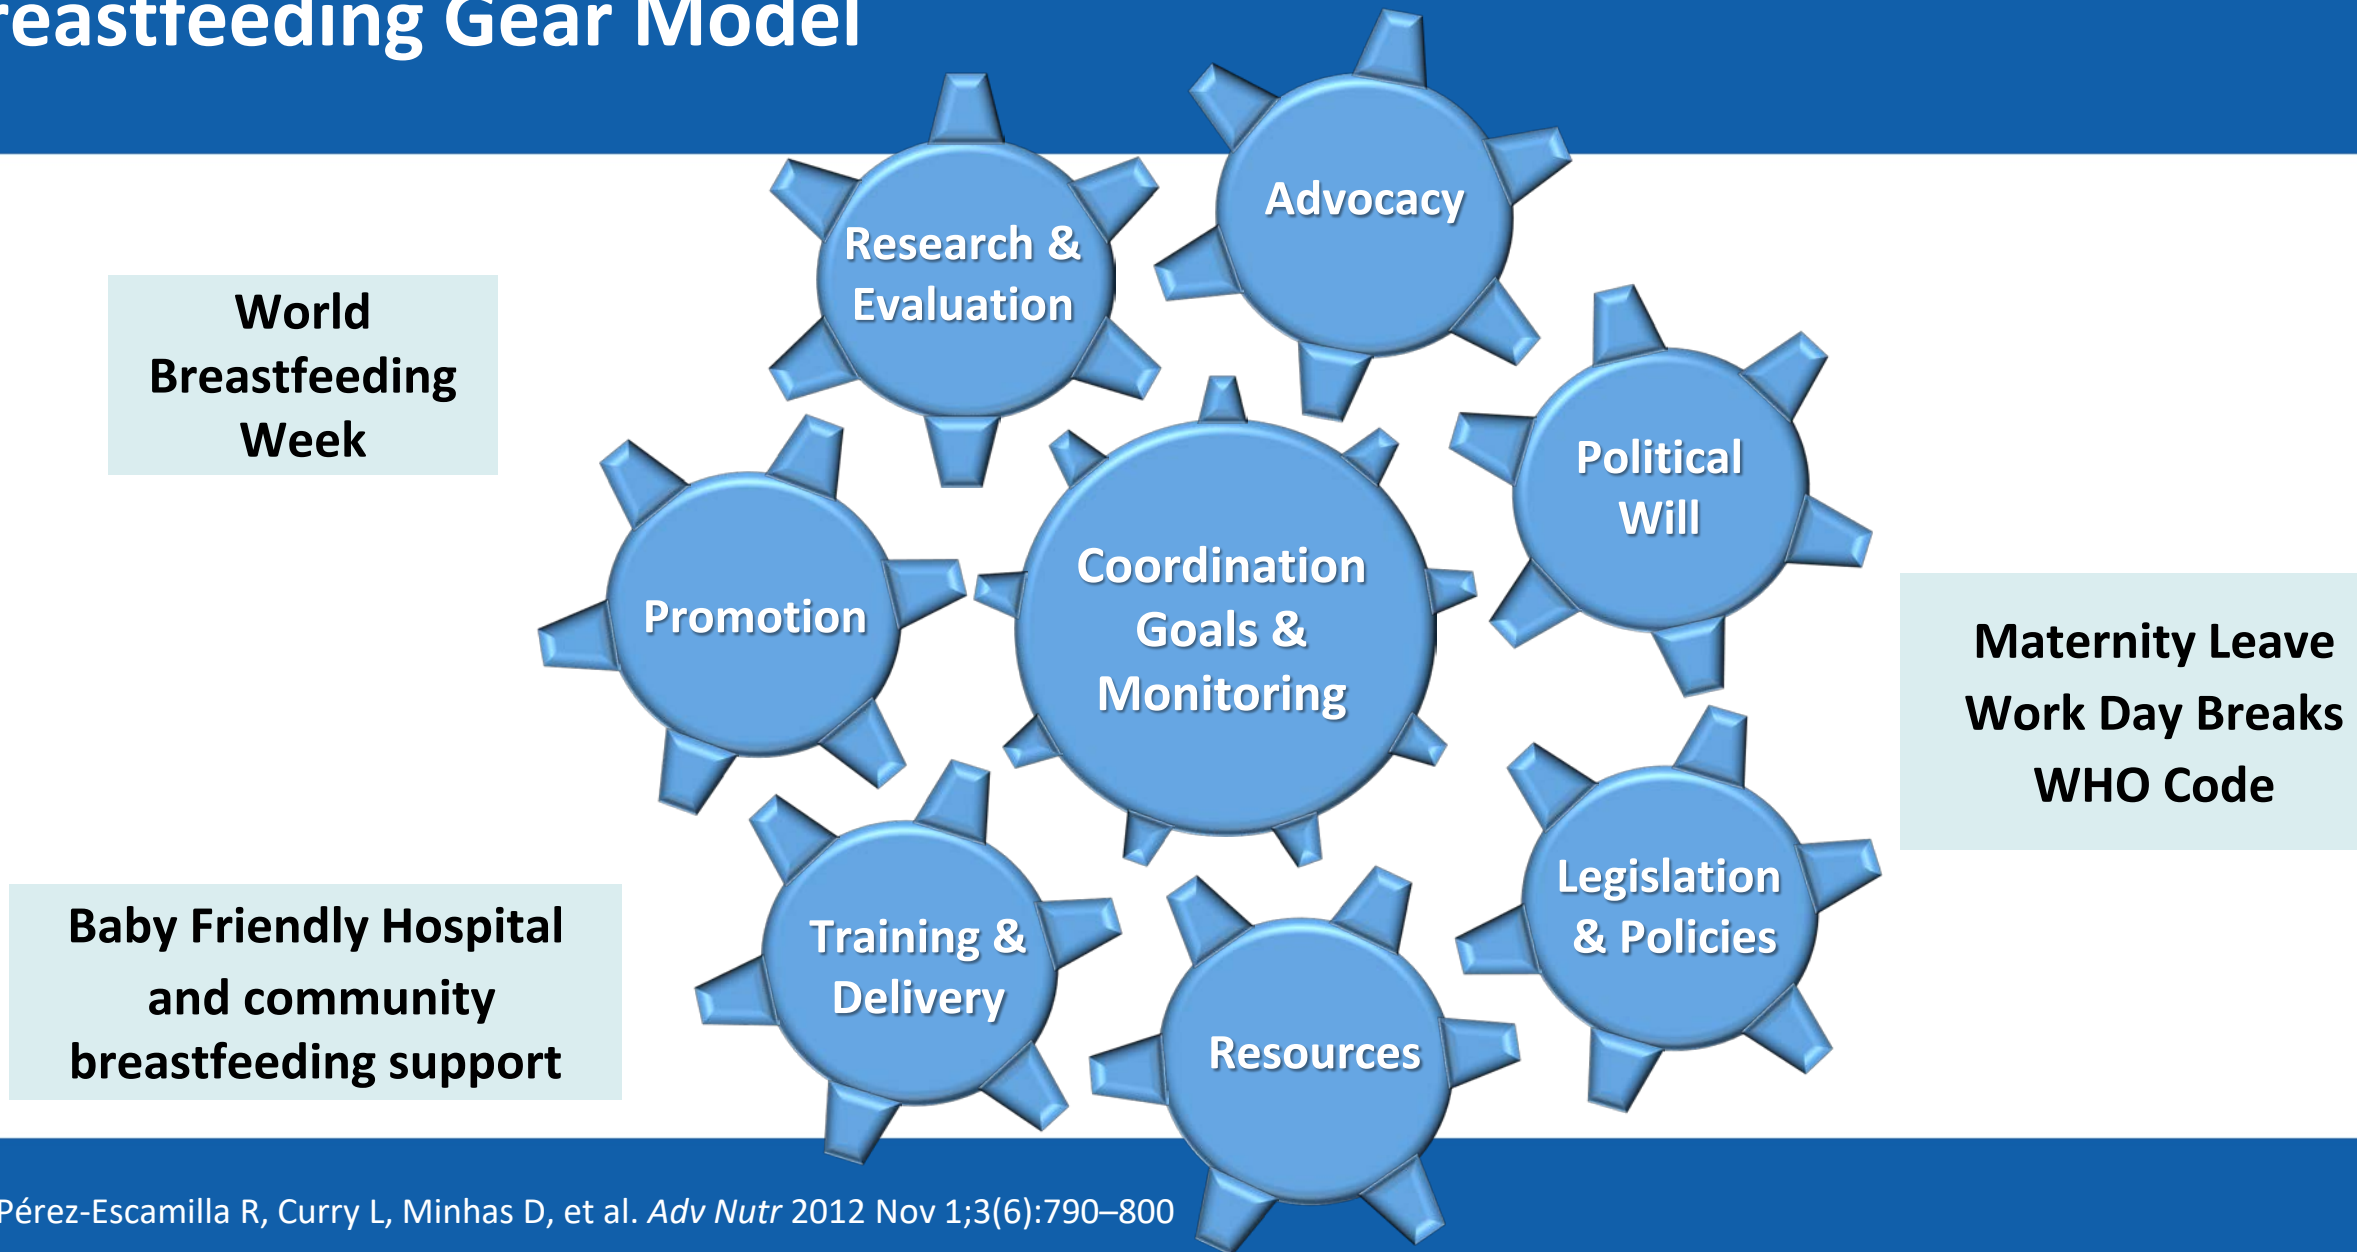 reastfeeding Gear Model
Advocacy
Research &
Evaluation
World
Breastfeeding
Week
Political
Will
Promotion
Coordination
Goals &
Monitoring
Maternity Leave
Work Day Breaks
WHO Code
Legislation
& Policies
Training &
Delivery
Baby Friendly Hospital
and community
breastfeeding support
Resources
Pérez-Escamilla R, Curry L, Minhas D, et al. Adv Nutr 2012 Nov 1;3(6):790–800